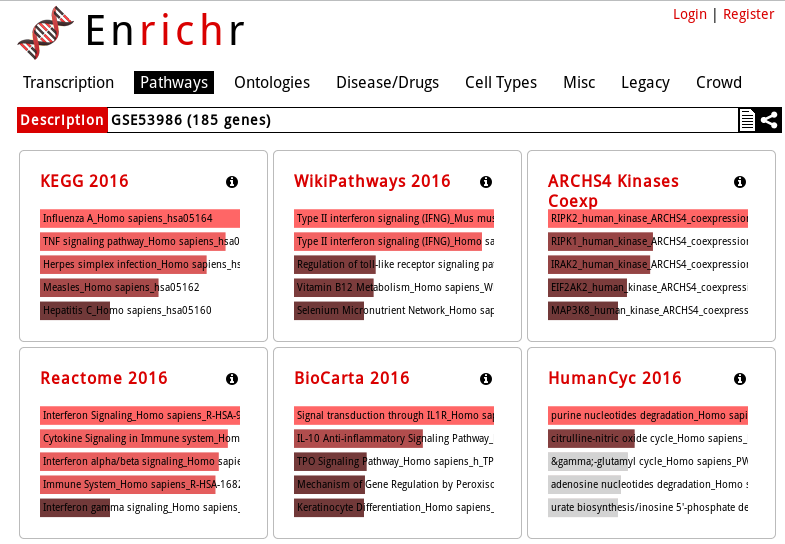 Login | Register
Enrichr
Transcription Pathways Ontologies Disease/Drugs Cell Types Misc Legacy Crowd
Description GSE53986 (185 genes)
KEGG 2016
Influenza A_Homo sapiens_hsa05164
TNF signaling pathway_Homo sapiens_hsa0
Herpes simplex infection_Homo sapiens_hs
Measles_Homo sapiens_hsa05162
Hepatitis C_Homo sapiens_hsa05160
WikiPathways 2016
Type II interferon signaling (IFNG)_Mus mus
Type II interferon signaling (IFNG)_Homo sa
Regulation of toll-like receptor signaling pa
Vitamin B12 Metabolism_Homo sapiens_W
Selenium Micronutrient Network_Homo sap
ARCHS4 Kinases
Coexp
RIPK2_human_kinase_ARCHS4_coexpression
RIPK1_human_kinase_ARCHS4_coexpression
IRAK2_human_kinase_ARCHS4_coexpression
EIF2AK2_human_kinase_ARCHS4_coexpressi
MAP3K8_human_kinase_ARCHS4_coexpress
Reactome 2016
Interferon Signaling_Homo sapiens_R-HSA-9
Cytokine Signaling in Immune system_Hom
Interferon alpha/beta signaling_Homo sapie
Immune System_Homo sapiens_R-HSA-1682
Interferon gamma signaling_Homo sapiens_
BioCarta 2016
Signal transduction through IL1R_Homo sap
IL-10 Anti-inflammatory Signaling Pathway_
TPO Signaling Pathway_Homo sapiens_h_TP
Mechanism of Gene Regulation by Peroxisc
Keratinocyte Differentiation_Homo sapiens_
HumanCyc 2016
purine nucleotides degradation_Homo sapi
citrulline-nitric oxide cycle_Homo sapiens_
&gamma;-glutamyl cycle_Homo sapiens_PW
adenosine nucleotides degradation_Homo s
urate biosynthesis/inosine 5'-phosphate de